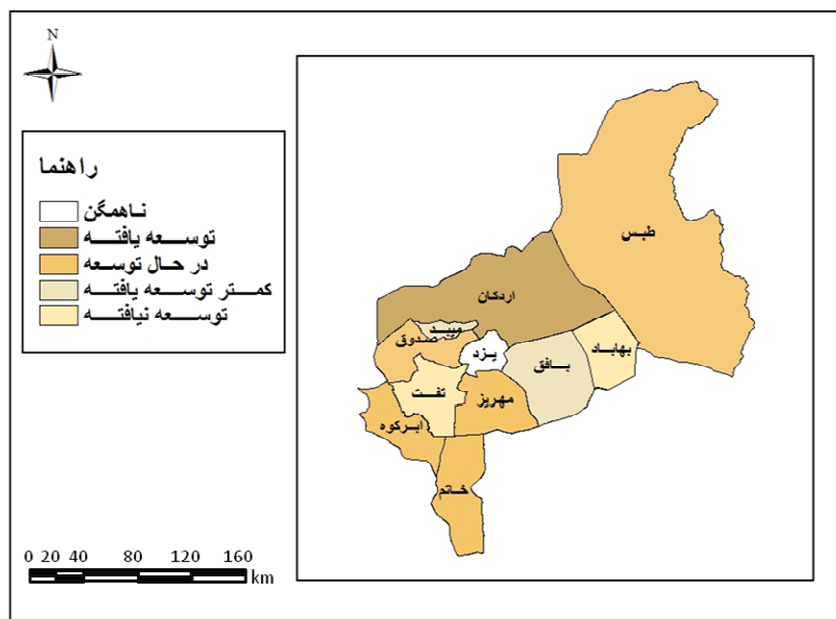 N
راهنما
ناهمگن
توسعه یافته
در حال توسعه
کمتر توسعه یافته
توسعه نیافته
طبس
اردکان
میبد
صدوق
یزد
بافق
بهاباد
تفت
مهریز
ابرکوه
خاتم
0 20 40 80 120 160
km